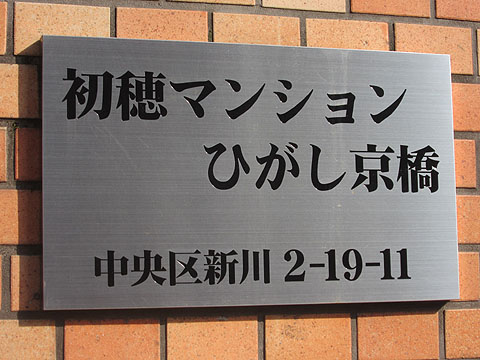 初穂マンション
ひがし京橋
中央区新川 2-19-11